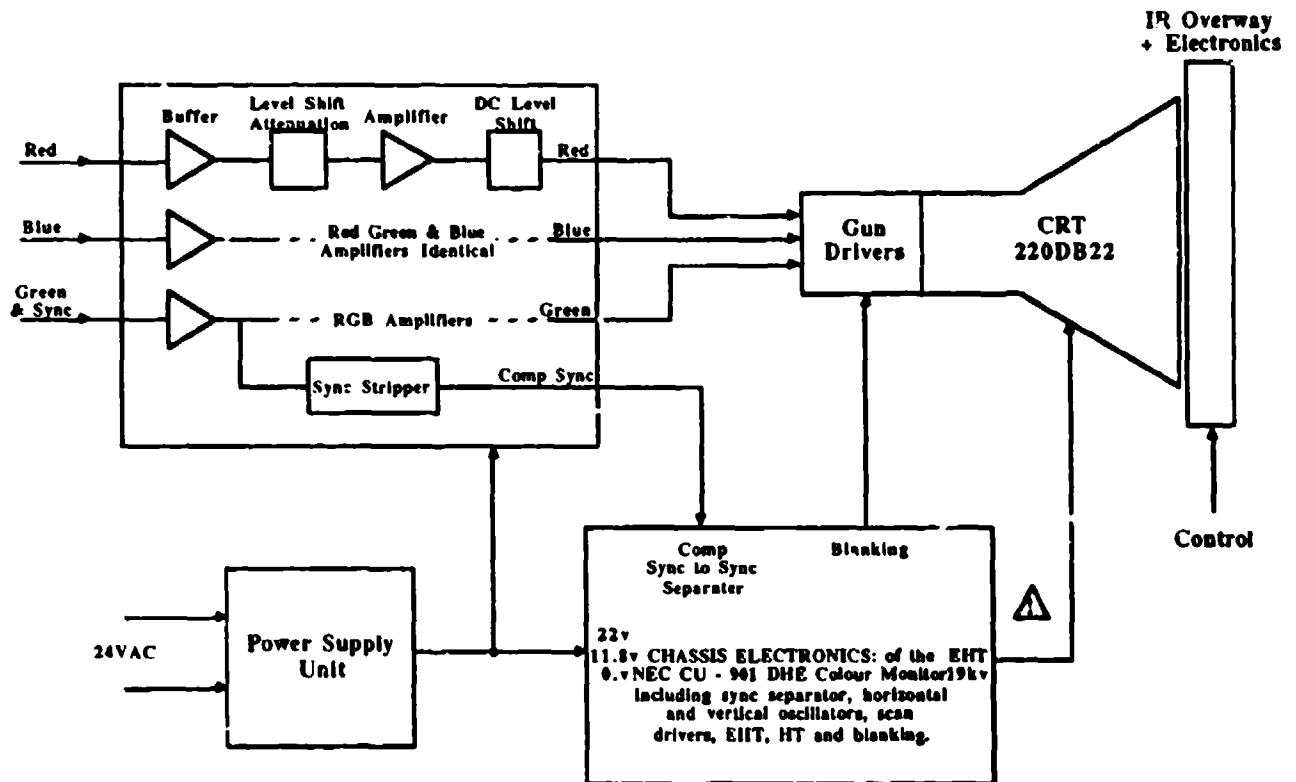 IR Overway
+ Electronics
Buffer
Level Shift
Attenuation
Amplifier
DC Level
Shift
Red
Red
Blue
Red Green & Blue
Amplifiers Identical
Blue
Green
& Sync
RGB Amplifiers
Green
Sync Stripper
Comp Sync
Gun
Drivers
CRT
220DB22
Control
24VAC
Power Supply
Unit
Comp
Sync to Sync
Separater
Blanking
22v
11.8v CHASSIS ELECTRONICS: of the EHT
0.v NEC CU - 901 DHE Colour Monitor 19kv
including sync separator, horizontal
and vertical oscillators, scan
drivers, EHT, HT and blanking.